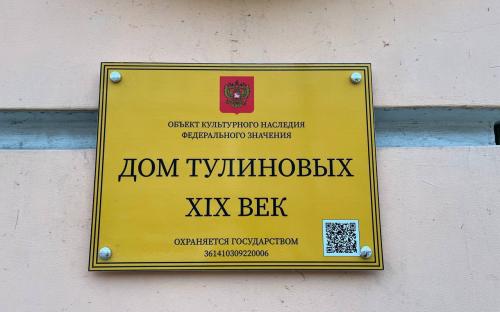 ОБЪЕКТ КУЛЬТУРНОГО НАСЛЕДИЯ
ФЕДЕРАЛЬНОГО ЗНАЧЕНИЯ
ДОМ ТУЛИНОВЫХ
XIX ВЕК
ОХРАНЯЕТСЯ ГОСУДАРСТВОМ
361410309220006